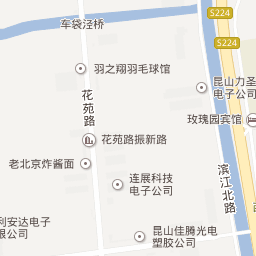 车袋泾桥
S224
S224
S224
羽之翔羽毛球馆
昆山力圣
电子公司
花苑路
玫瑰园宾馆
花苑路振新路
老北京炸酱面
连展科技
电子公司
滨江北路
利安达电子
限公司
昆山佳腾光电
塑胶公司